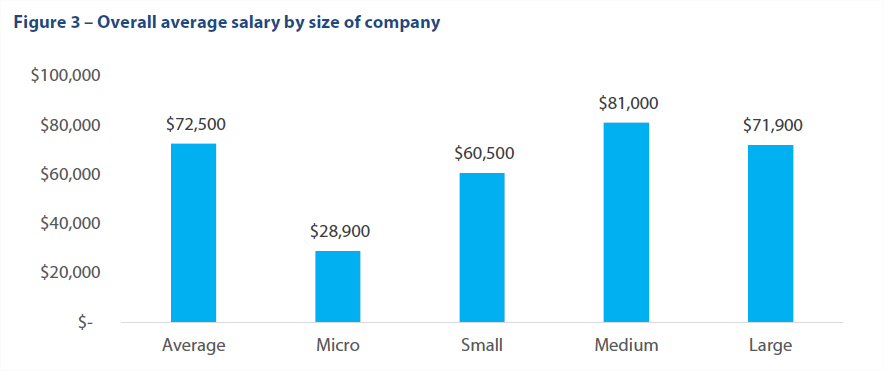 Figure 3 – Overall average salary by size of company
$100,000
$80,000
$60,000
$40,000
$20,000
$-
$72,500
$28,900
$60,500
$81,000
$71,900
Average
Micro
Small
Medium
Large